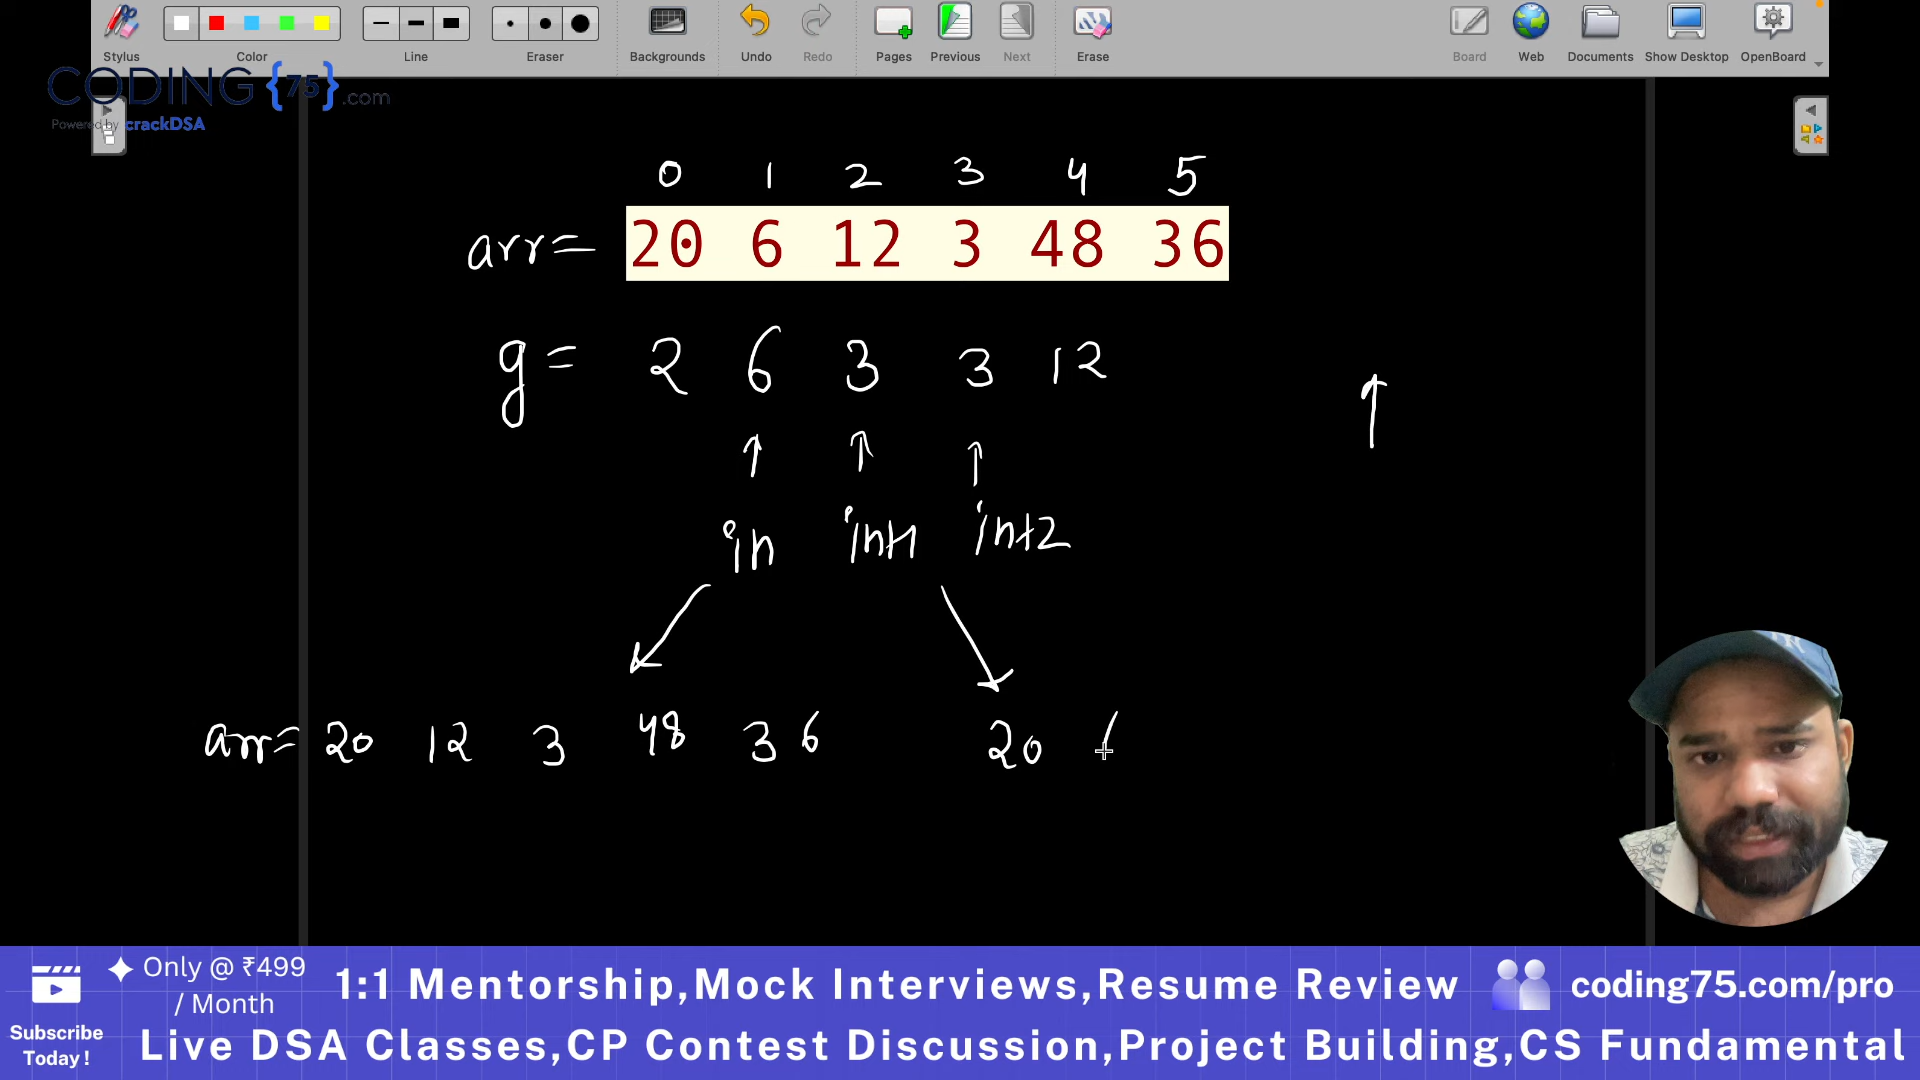 Stylus Color Line Eraser Backgrounds Undo Redo Pages Previous Next Erase Board Web Documents Show Desktop OpenBoard
CODING {75} .com
Powered by crackDSA
0 1 2 3 4 5
arr= 20 6 12 3 48 36
g= 2 6 3 3 12
in in+1 in+2
arr= 20 12 3 48 36 20
Only @ ₹499 / Month
1:1 Mentorship,Mock Interviews,Resume Review
coding75.com/pro
Subscribe Today !
Live DSA Classes,CP Contest Discussion,Project Building,CS Fundamental